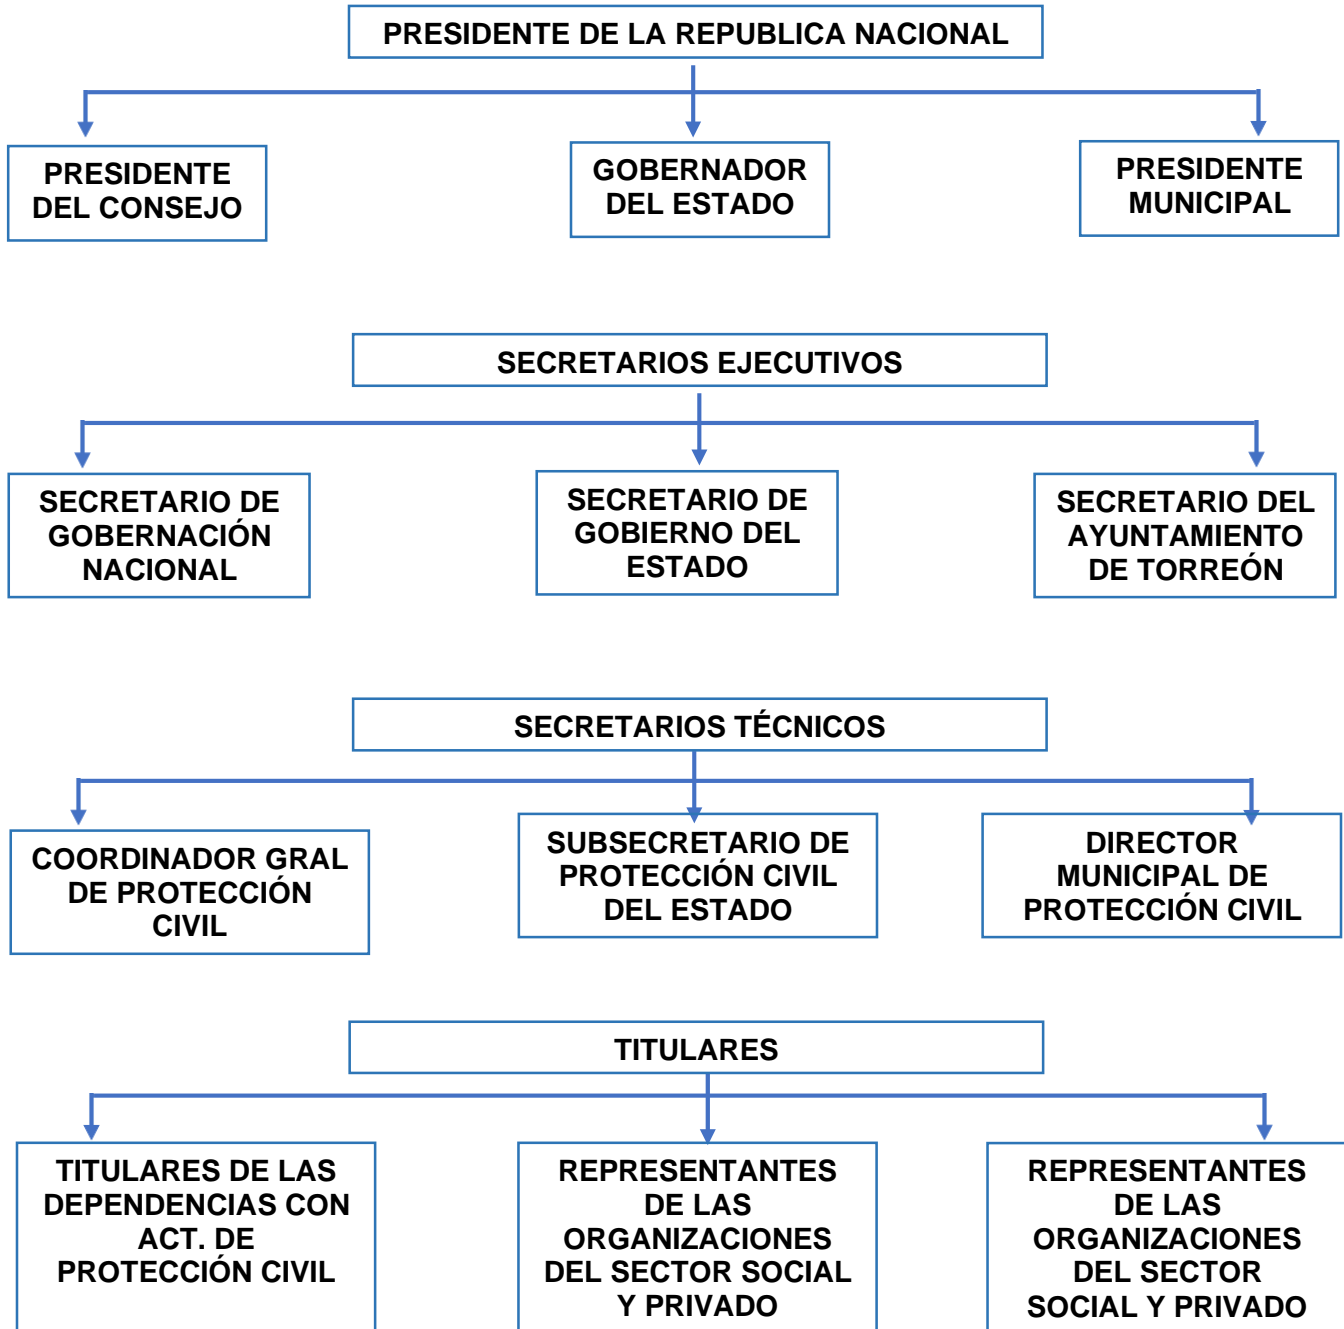 PRESIDENTE DE LA REPUBLICA NACIONAL
PRESIDENTE
DEL CONSEJO
GOBERNADOR
DEL ESTADO
PRESIDENTE
MUNICIPAL
SECRETARIOS EJECUTIVOS
SECRETARIO DE
GOBERNACIÓN
NACIONAL
SECRETARIO DE
GOBIERNO DEL
ESTADO
SECRETARIO DEL
AYUNTAMIENTO
DE TORREÓN
SECRETARIOS TÉCNICOS
COORDINADOR GRAL
DE PROTECCIÓN
CIVIL
SUBSECRETARIO DE
PROTECCIÓN CIVIL
DEL ESTADO
DIRECTOR
MUNICIPAL DE
PROTECCIÓN CIVIL
TITULARES
TITULARES DE LAS
DEPENDENCIAS CON
ACT. DE
PROTECCIÓN CIVIL
REPRESENTANTES
DE LAS
ORGANIZACIONES
DEL SECTOR SOCIAL
Y PRIVADO
REPRESENTANTES
DE LAS
ORGANIZACIONES
DEL SECTOR
SOCIAL Y PRIVADO